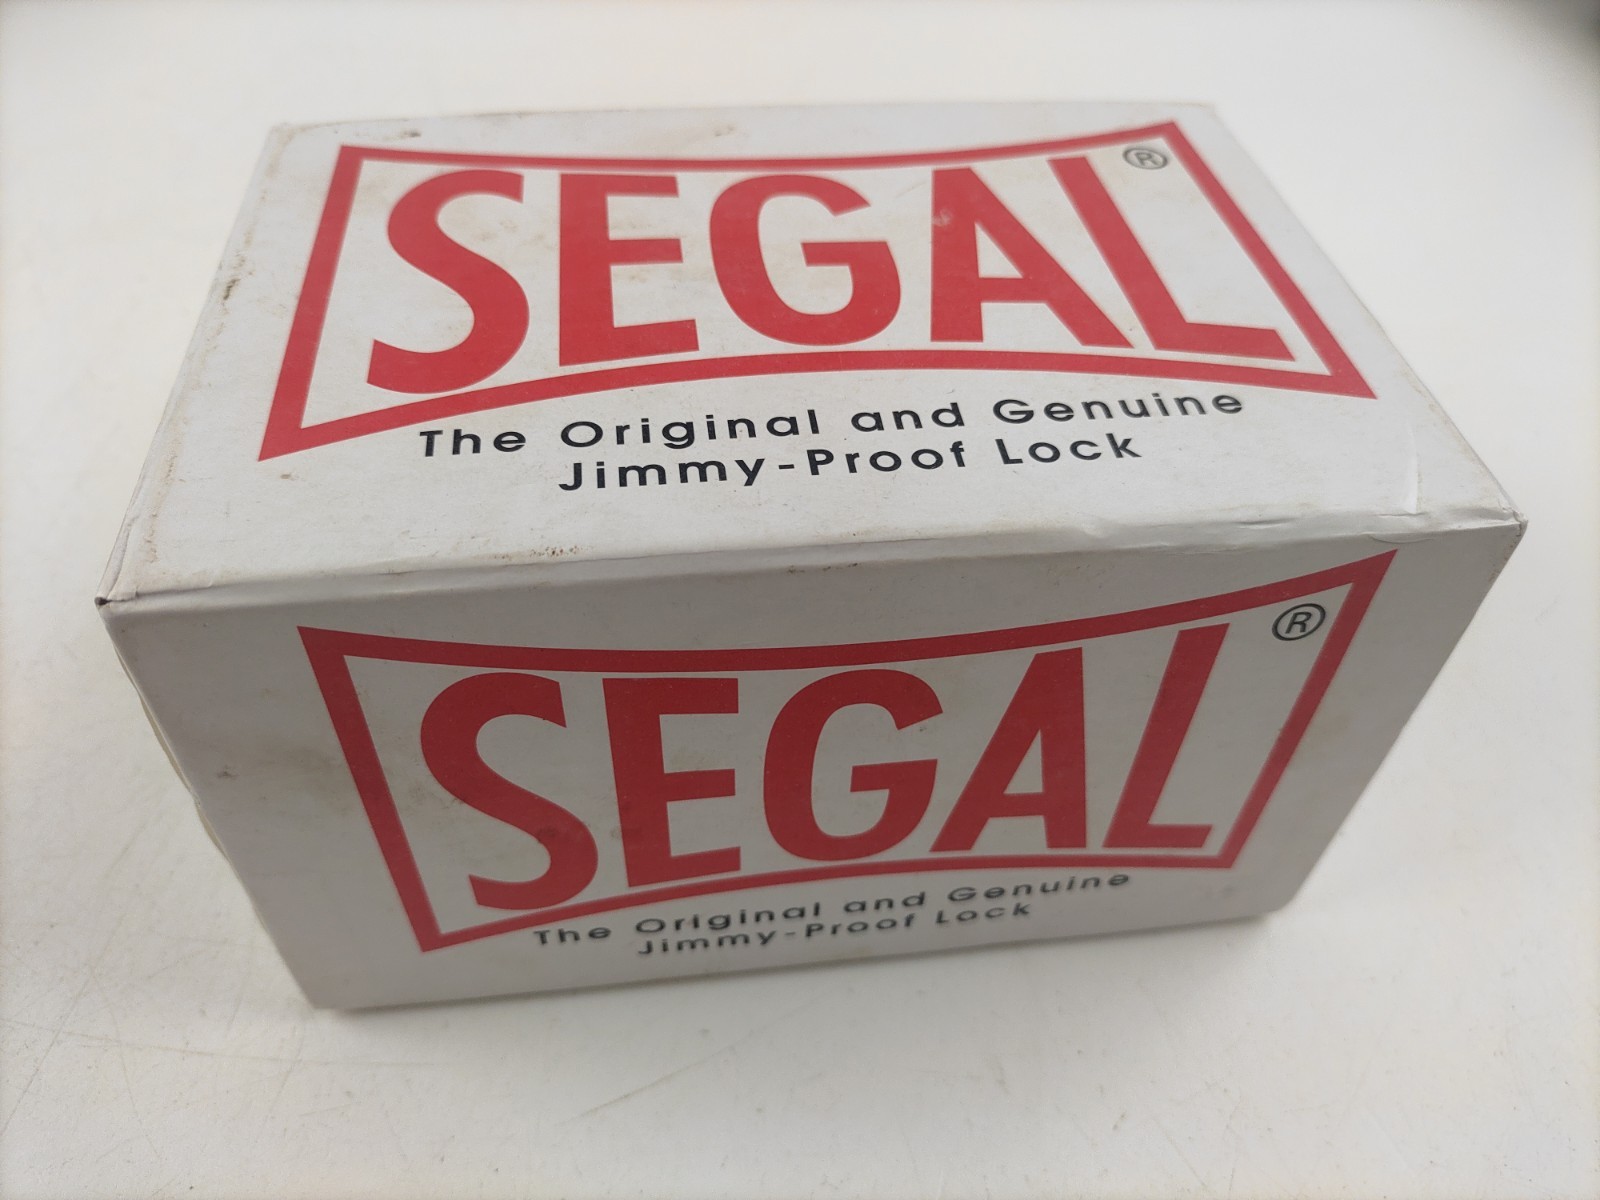 SEGAL®
The Original and Genuine
Jimmy-Proof Lock
SEGAL®
The Original and Genuine
Jimmy-Proof Lock